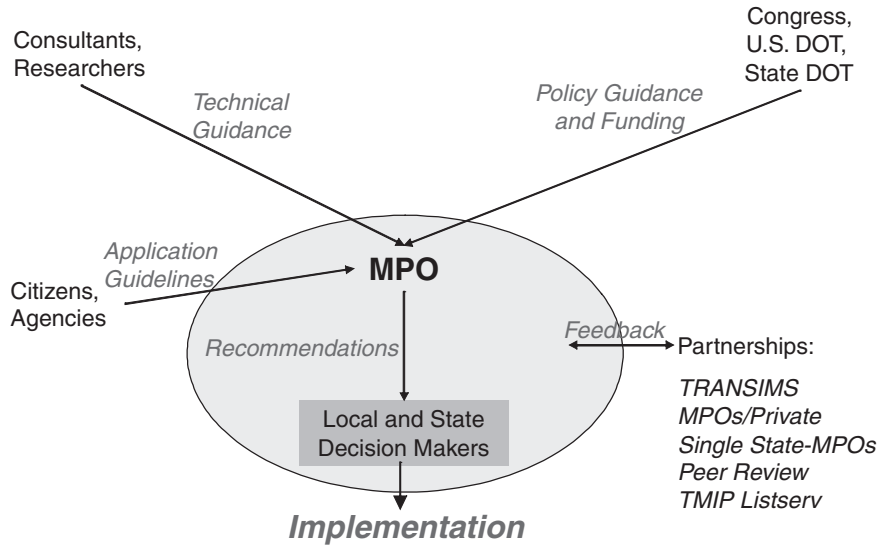 Consultants,
Researchers
Congress,
U.S. DOT,
State DOT
Technical
Guidance
Policy Guidance
and Funding
Application
Guidelines
MPO
Citizens,
Agencies
Recommendations
Feedback
Partnerships:
TRANSIMS
MPOs/Private
Single State-MPOs
Peer Review
TMIP Listserv
Local and State
Decision Makers
Implementation